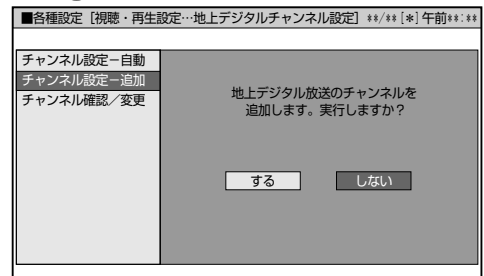 ■各種設定［視聴・再生設定…地上デジタルチャンネル設定］ **/**［*］午前**:**
チャンネル設定－自動
チャンネル設定－追加
チャンネル確認／変更
地上デジタル放送のチャンネルを
追加します。実行しますか？
する
しない